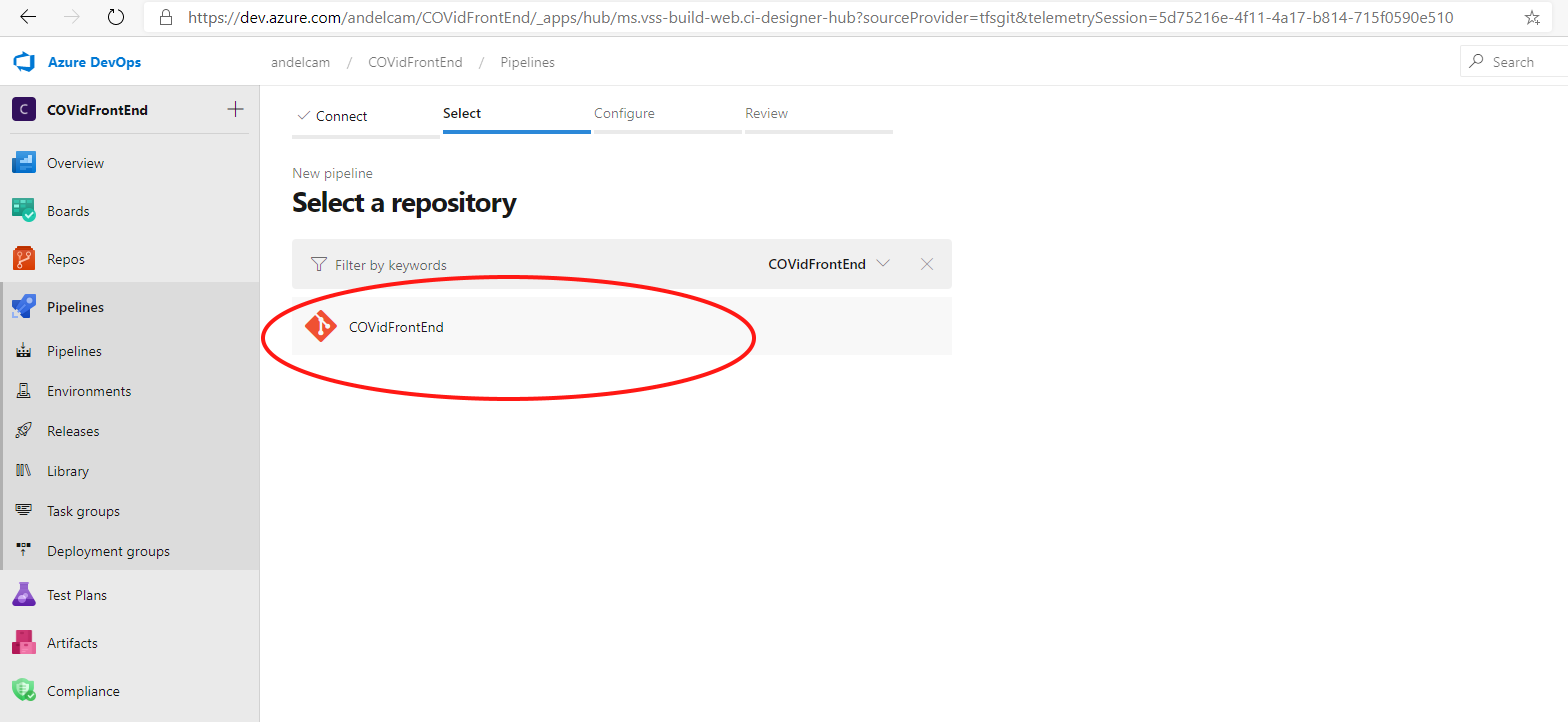 https://dev.azure.com/andelcam/COVidFrontEnd/_apps/hub/ms.vss-build-web.ci-designer-hub?sourceProvider=tfsgit&telemetrySession=5d75216e-4f11-4a17-b814-715f0590e510
Azure DevOps
andelcam / COVidFrontEnd / Pipelines
Search
C COVidFrontEnd
Overview
Boards
Repos
Pipelines
Pipelines
Environments
Releases
Library
Task groups
Deployment groups
Test Plans
Artifacts
Compliance
Connect Select Configure Review
New pipeline
Select a repository
Filter by keywords COVidFrontEnd
COVidFrontEnd